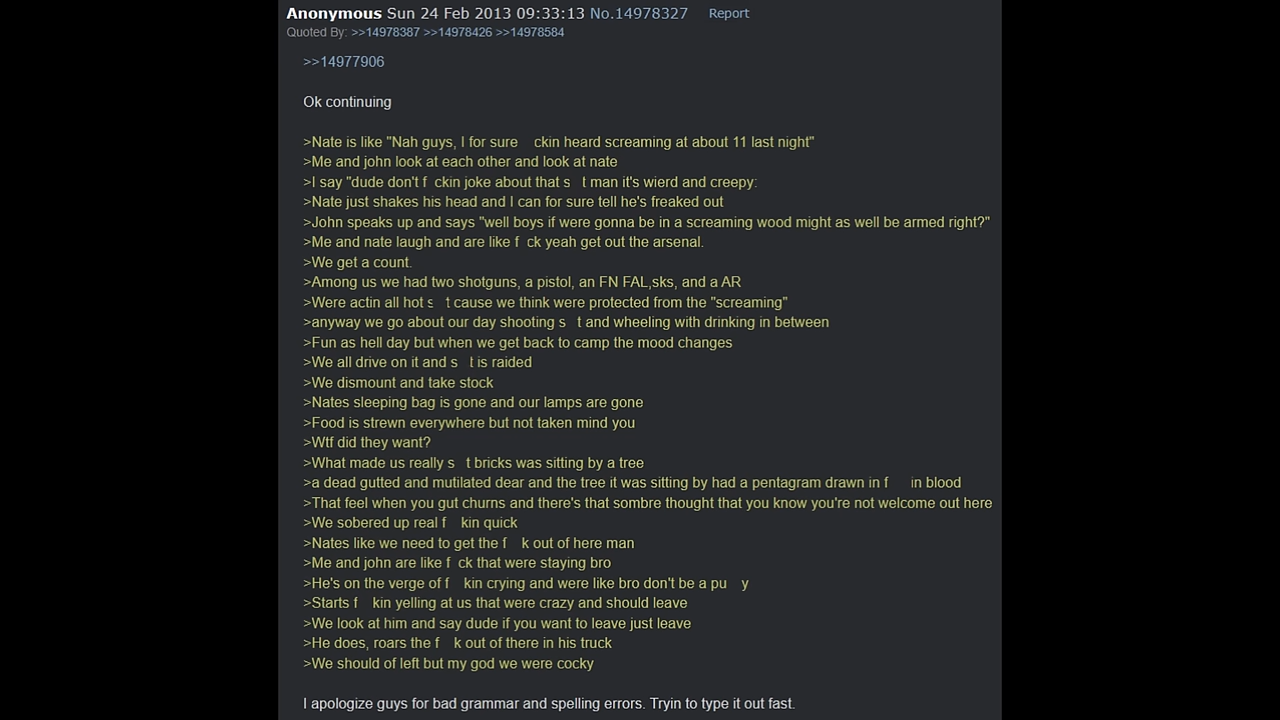 Anonymous Sun 24 Feb 2013 09:33:13 No.14978327 Report
Quoted By: >>14978387 >>14978426 >>14978584
>>14977906
Ok continuing
>Nate is like "Nah guys, I for sure ckin heard screaming at about 11 last night"
>Me and john look at each other and look at nate
>I say "dude don't f ckin joke about that s t man it's wierd and creepy:
>Nate just shakes his head and I can for sure tell he's freaked out
>John speaks up and says "well boys if were gonna be in a screaming wood might as well be armed right?"
>Me and nate laugh and are like f ck yeah get out the arsenal.
>We get a count.
>Among us we had two shotguns, a pistol, an FN FAL,sks, and a AR
>Were actin all hot s t cause we think were protected from the "screaming"
>anyway we go about our day shooting s t and wheeling with drinking in between
>Fun as hell day but when we get back to camp the mood changes
>We all drive on it and s t is raided
>We dismount and take stock
>Nates sleeping bag is gone and our lamps are gone
>Food is strewn everywhere but not taken mind you
>Wtf did they want?
>What made us really s t bricks was sitting by a tree
>a dead gutted and mutilated dear and the tree it was sitting by had a pentagram drawn in f in blood
>That feel when you gut churns and there's that sombre thought that you know you're not welcome out here
>We sobered up real f kin quick
>Nates like we need to get the f k out of here man
>Me and john are like f ck that were staying bro
>He's on the verge of f kin crying and were like bro don't be a pu y
>Starts f kin yelling at us that were crazy and should leave
>We look at him and say dude if you want to leave just leave
>He does, roars the f k out of there in his truck
>We should of left but my god we were cocky
I apologize guys for bad grammar and spelling errors. Tryin to type it out fast.